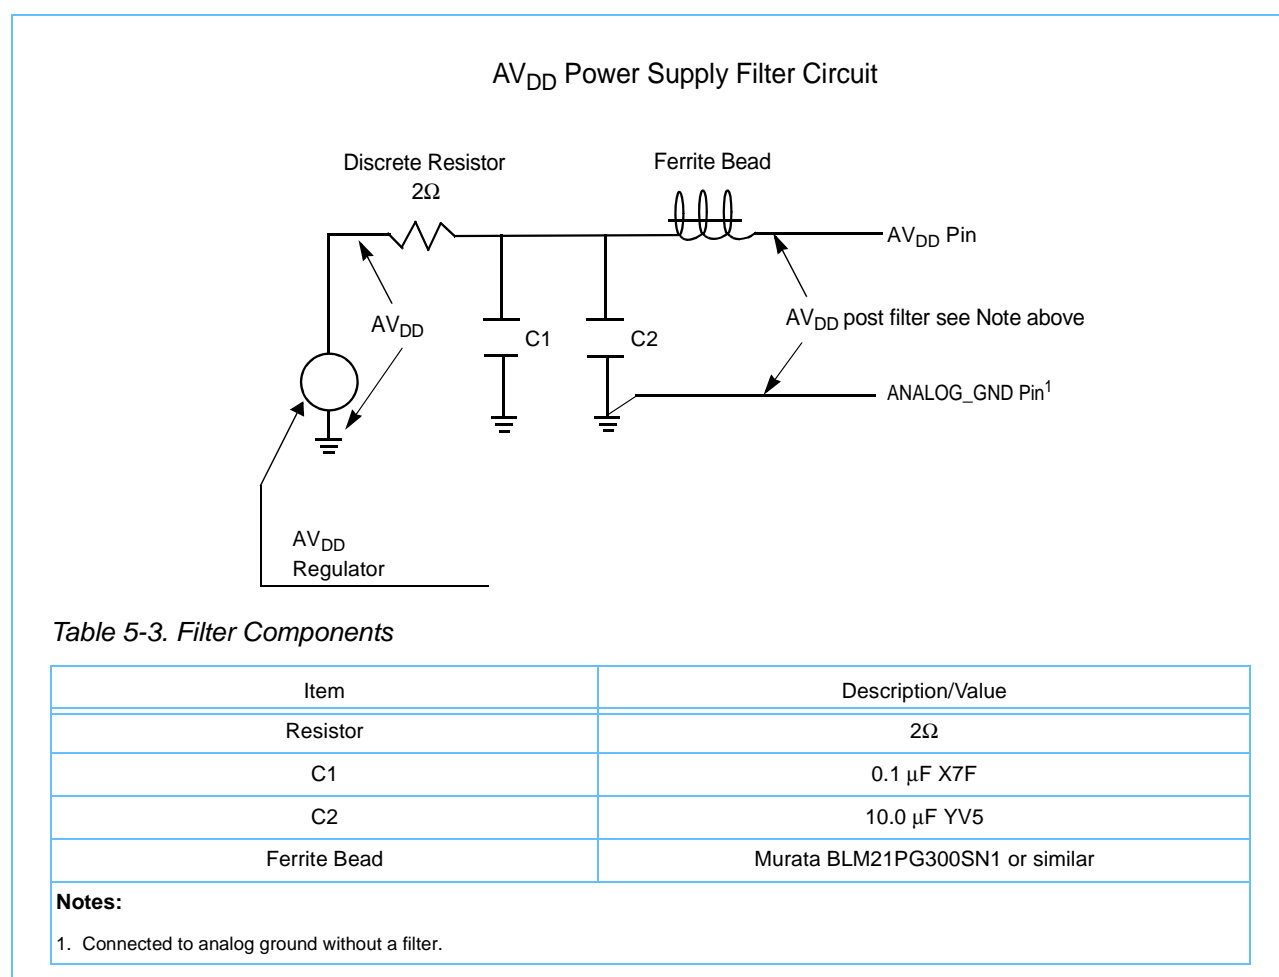 AVDD Power Supply Filter Circuit
Discrete Resistor
2Ω
Ferrite Bead
AVDD Pin
AVDD
C1
C2
AVDD post filter see Note above
ANALOG_GND Pin1
AVDD
Regulator
Table 5-3. Filter Components
Item Description/Value
Resistor 2Ω
C1 0.1 μF X7F
C2 10.0 μF YV5
Ferrite Bead Murata BLM21PG300SN1 or similar
Notes:
1. Connected to analog ground without a filter.